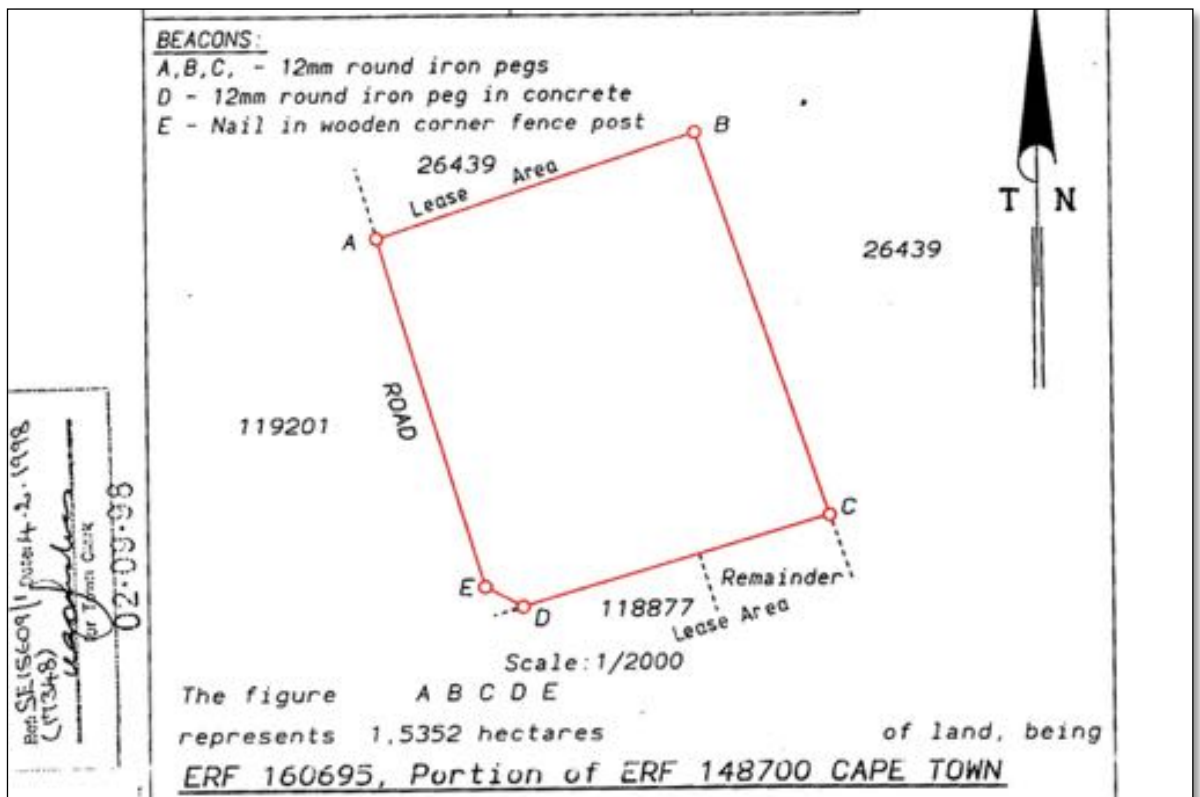 BEACONS:
A,B,C, - 12mm round iron pegs
D - 12mm round iron peg in concrete
E - Nail in wooden corner fence post
B
26439
Lease Area
T N
A
26439
ROAD
119201
C
E
Remainder
D
118877
Lease Area
Scale:1/2000
The figure A B C D E
represents 1,5352 hectares of land, being
ERF 160695, Portion of ERF 148700 CAPE TOWN
(17348)
for Town Clerk
02-09-98